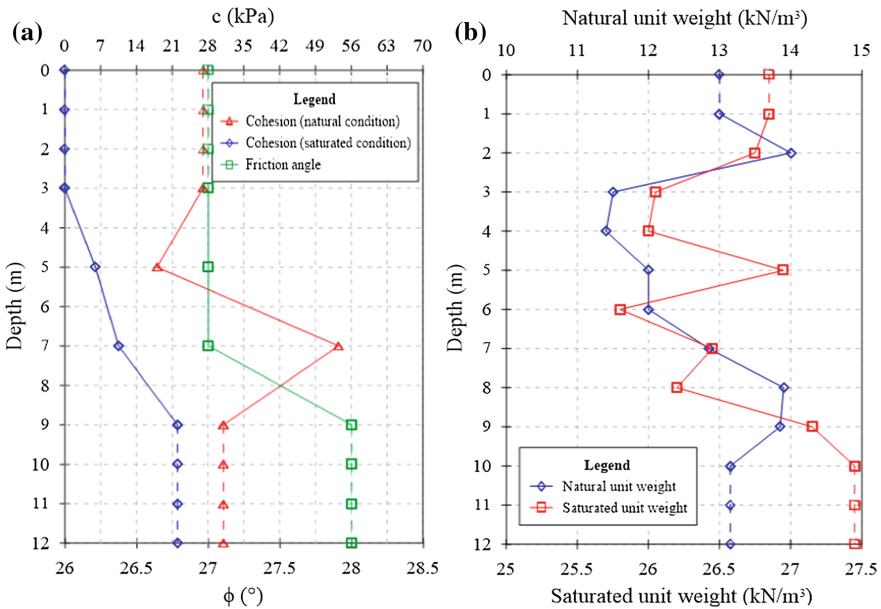 (a)
c (kPa)
0 7 14 21 28 35 42 49 56 63 70
0
1
2
3
4
5
6
7
8
9
10
11
12
Depth (m)
Legend
Cohesion (natural condition)
Cohesion (saturated condition)
Friction angle
26 26.5 27 27.5 28 28.5
ϕ (°)
(b)
Natural unit weight (kN/m³)
10 11 12 13 14 15
0
1
2
3
4
5
6
7
8
9
10
11
12
Depth (m)
Legend
Natural unit weight
Saturated unit weight
25 25.5 26 26.5 27 27.5
Saturated unit weight (kN/m³)